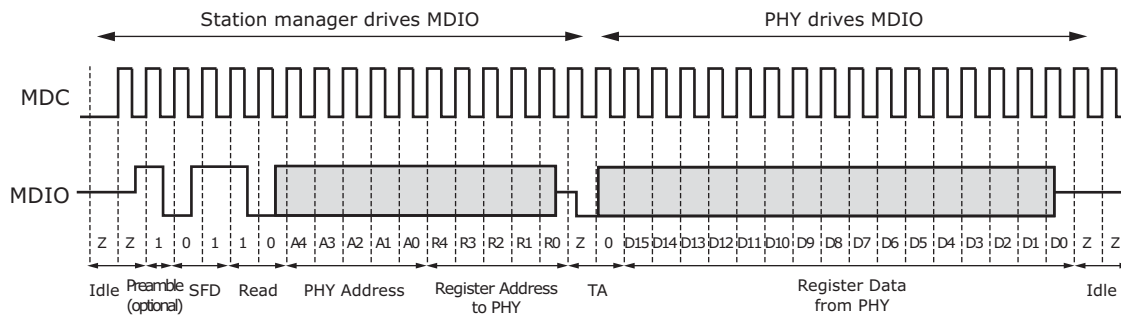 Station manager drives MDIO PHY drives MDIO
MDC
MDIO
Z Z 1 0 1 1 0 A4 A3 A2 A1 A0 R4 R3 R2 R1 R0 Z 0 D15 D14 D13 D12 D11 D10 D9 D8 D7 D6 D5 D4 D3 D2 D1 D0 Z Z
Idle Preamble (optional) SFD Read PHY Address Register Address to PHY TA Register Data from PHY Idle